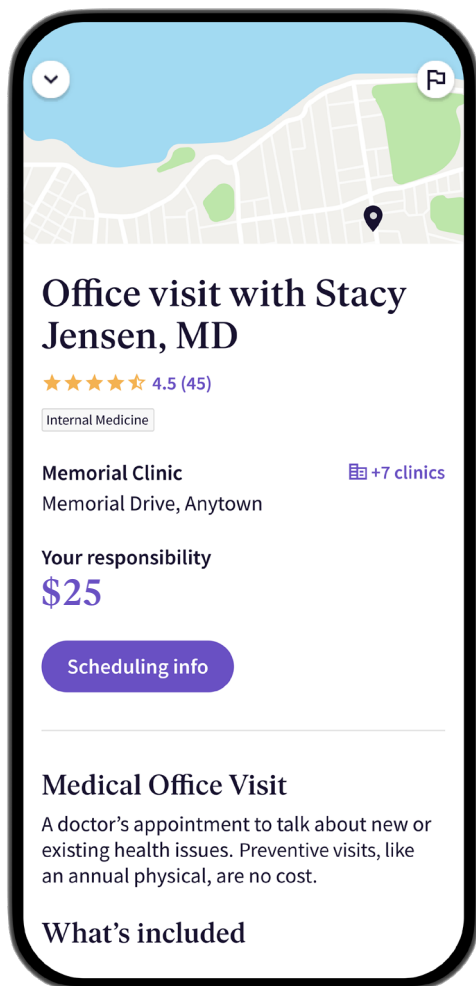 Office visit with Stacy
Jensen, MD
4.5 (45)
Internal Medicine
Memorial Clinic
+7 clinics
Memorial Drive, Anytown
Your responsibility
$25
Scheduling info
Medical Office Visit
A doctor’s appointment to talk about new or
existing health issues. Preventive visits, like
an annual physical, are no cost.
What’s included